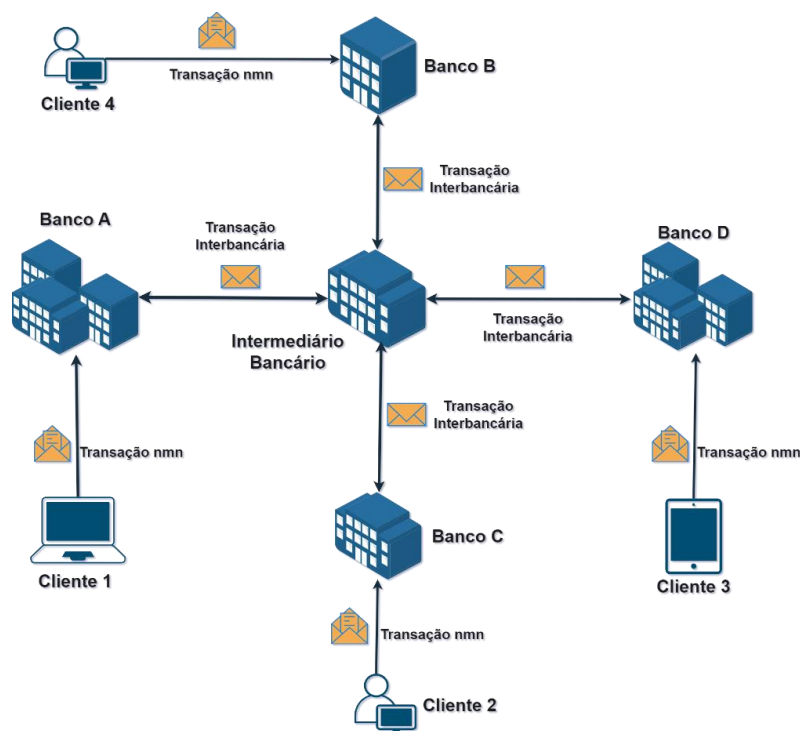 Transação nmn
Banco B
Cliente 4
Transação
Interbancária
Banco A
Transação
Interbancária
Banco D
Intermediário
Bancário
Transação
Interbancária
Transação
Interbancária
Transação nmn
Transação nmn
Banco C
Cliente 1
Cliente 3
Transação nmn
Cliente 2